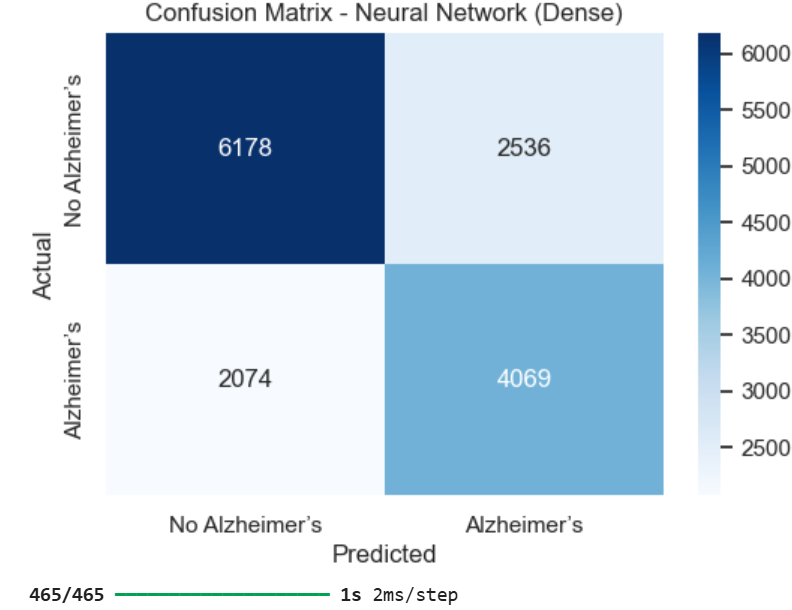 Confusion Matrix - Neural Network (Dense)
Actual
No Alzheimer’s
Alzheimer’s
6178
2536
2074
4069
No Alzheimer’s
Alzheimer’s
Predicted
6000
5500
5000
4500
4000
3500
3000
2500
465/465 1s 2ms/step